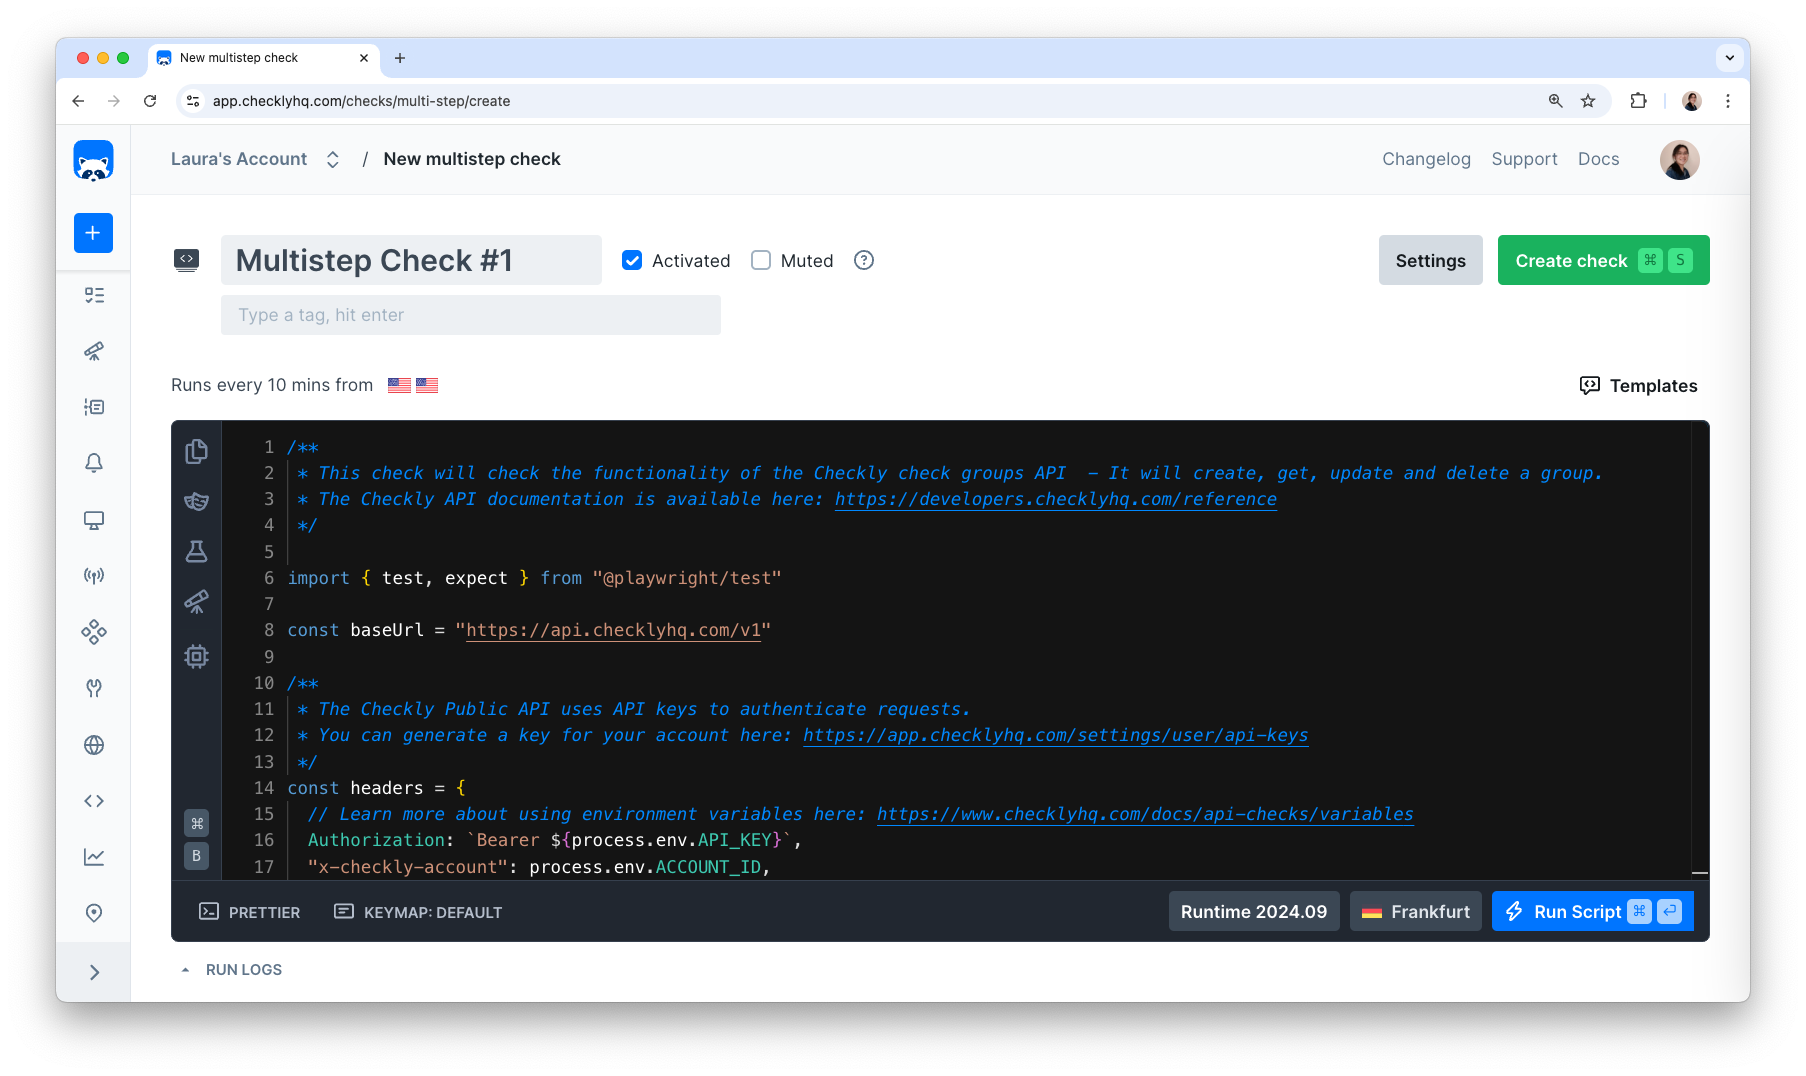 New multistep check
app.checklyhq.com/checks/multi-step/create
Laura's Account / New multistep check
Changelog Support Docs
Multistep Check #1
Activated Muted ?
Settings
Create check ⌘ S
Type a tag, hit enter
Runs every 10 mins from
Templates
1 /**
2 * This check will check the functionality of the Checkly check groups API  - It will create, get, update and delete a group.
3 * The Checkly API documentation is available here: https://developers.checklyhq.com/reference
4 */
5
6 import { test, expect } from "@playwright/test"
7
8 const baseUrl = "https://api.checklyhq.com/v1"
9
10 /**
11 * The Checkly Public API uses API keys to authenticate requests.
12 * You can generate a key for your account here: https://app.checklyhq.com/settings/user/api-keys
13 */
14 const headers = {
15 // Learn more about using environment variables here: https://www.checklyhq.com/docs/api-checks/variables
16 Authorization: `Bearer ${process.env.API_KEY}`,
17 "x-checkly-account": process.env.ACCOUNT_ID,
⌘
B
PRETTIER KEYMAP: DEFAULT
Runtime 2024.09 Frankfurt Run Script ⌘ ⏎
RUN LOGS